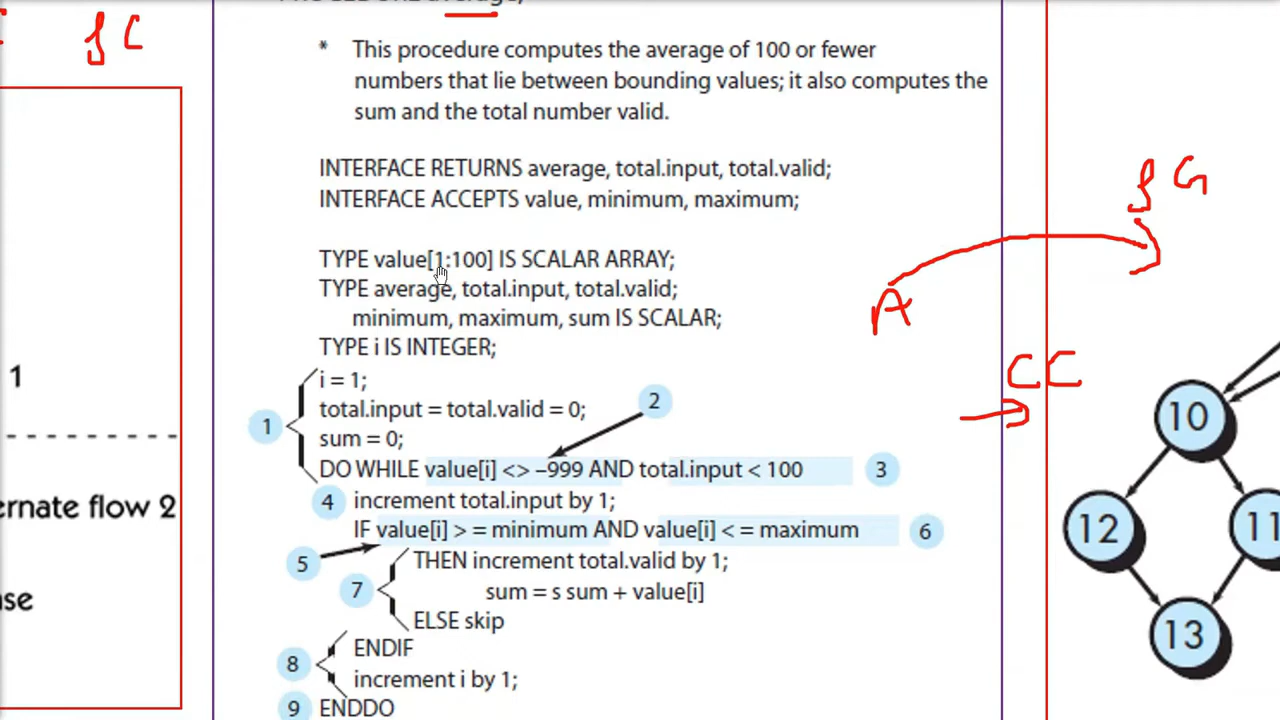 average;
* This procedure computes the average of 100 or fewer
numbers that lie between bounding values; it also computes the
sum and the total number valid.
INTERFACE RETURNS average, total.input, total.valid;
INTERFACE ACCEPTS value, minimum, maximum;
TYPE value[1:100] IS SCALAR ARRAY;
TYPE average, total.input, total.valid;
minimum, maximum, sum IS SCALAR;
TYPE i IS INTEGER;
1
i = 1;
total.input = total.valid = 0;
2
sum = 0;
DO WHILE value[i] <> –999 AND total.input < 100
3
4
increment total.input by 1;
IF value[i] > = minimum AND value[i] < = maximum
6
5
THEN increment total.valid by 1;
7
sum = s sum + value[i]
ELSE skip
ENDIF
8
increment i by 1;
9
ENDDO
1
ernate flow 2
A
CC
10
12
11
13